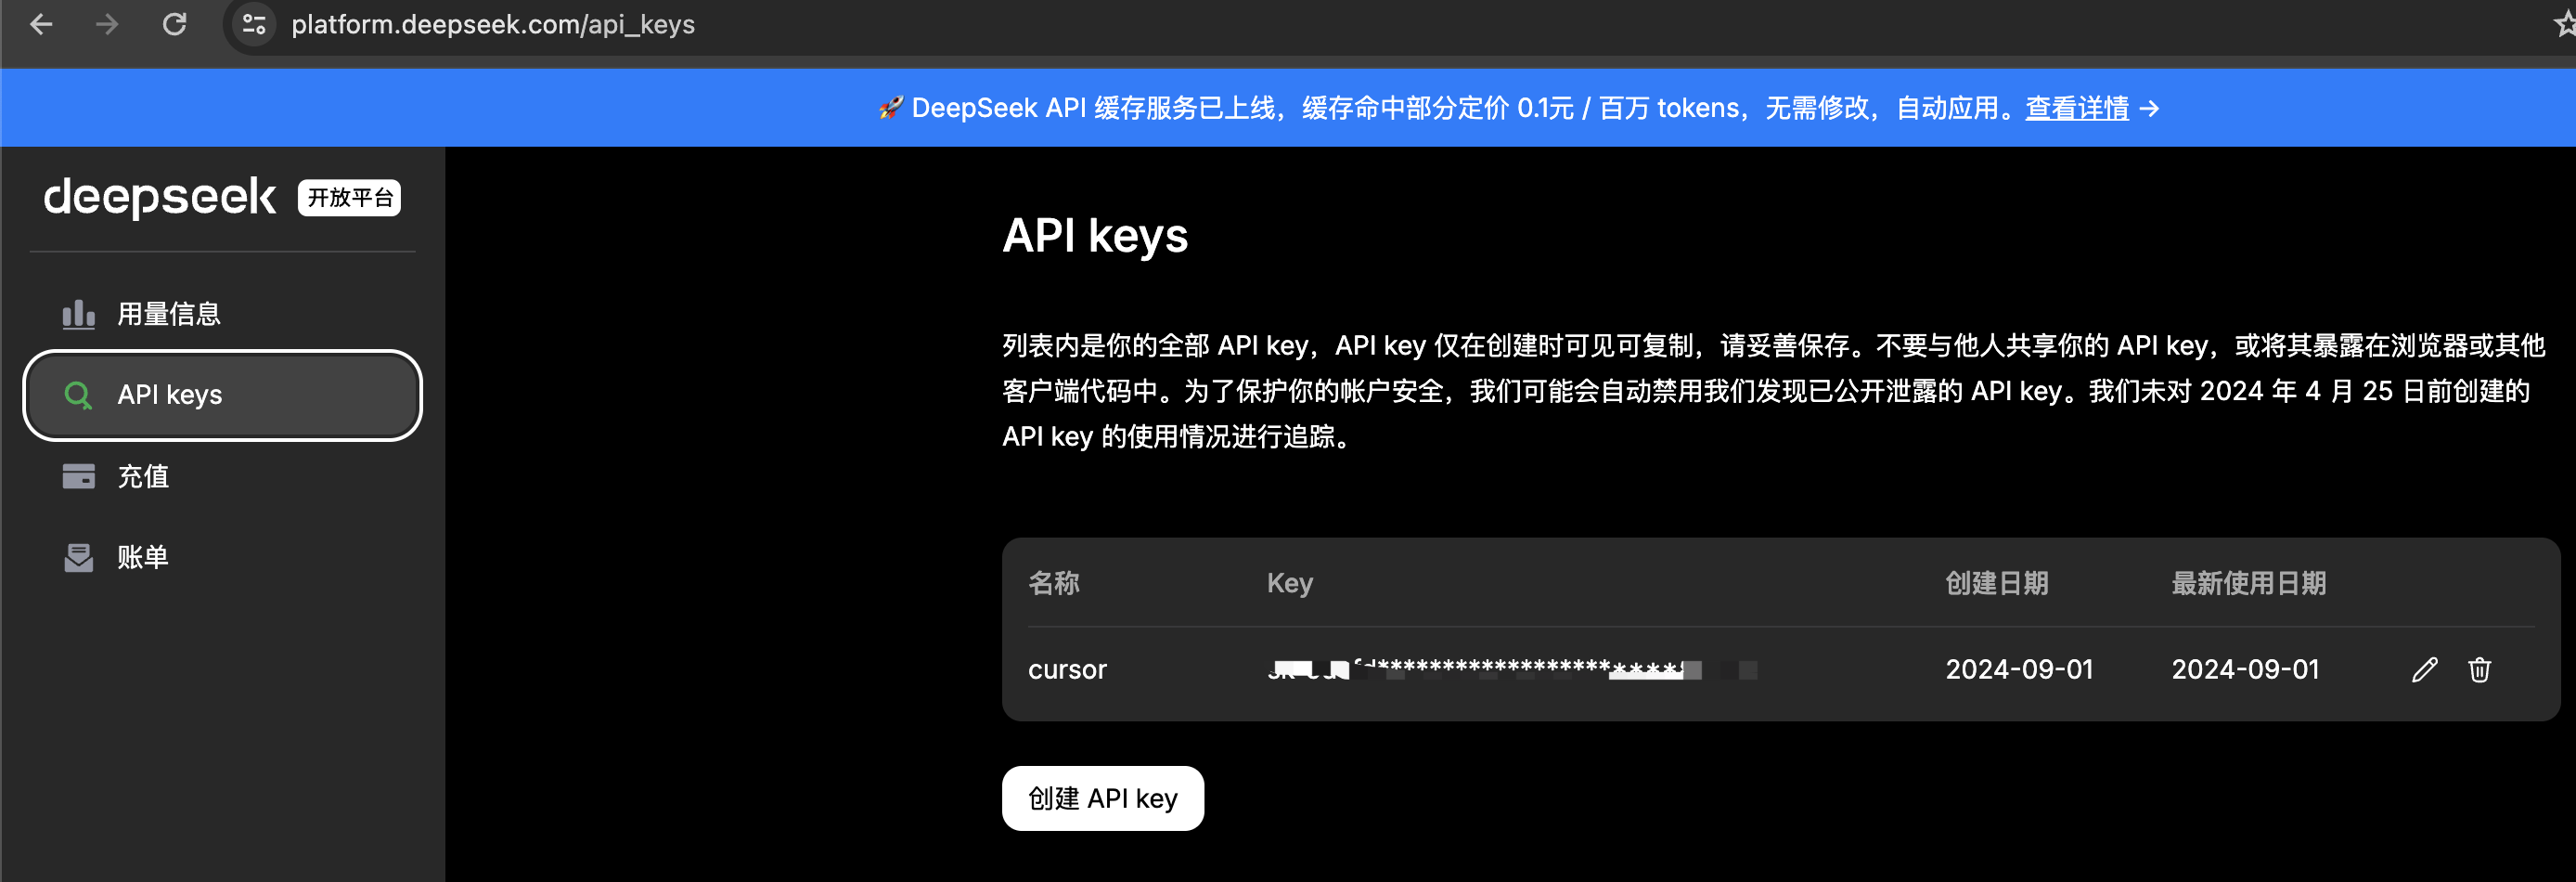 platform.deepseek.com/api_keys
🚀 DeepSeek API 缓存服务已上线，缓存命中部分定价 0.1元 / 百万 tokens，无需修改，自动应用。查看详情 →
deepseek 开放平台
用量信息
API keys
充值
账单
API keys
列表内是你的全部 API key，API key 仅在创建时可见可复制，请妥善保存。不要与他人共享你的 API key，或将其暴露在浏览器或其他
客户端代码中。为了保护你的帐户安全，我们可能会自动禁用我们发现已公开泄露的 API key。我们未对 2024 年 4 月 25 日前创建的
API key 的使用情况进行追踪。
名称 Key 创建日期 最新使用日期
cursor 2024-09-01 2024-09-01
创建 API key